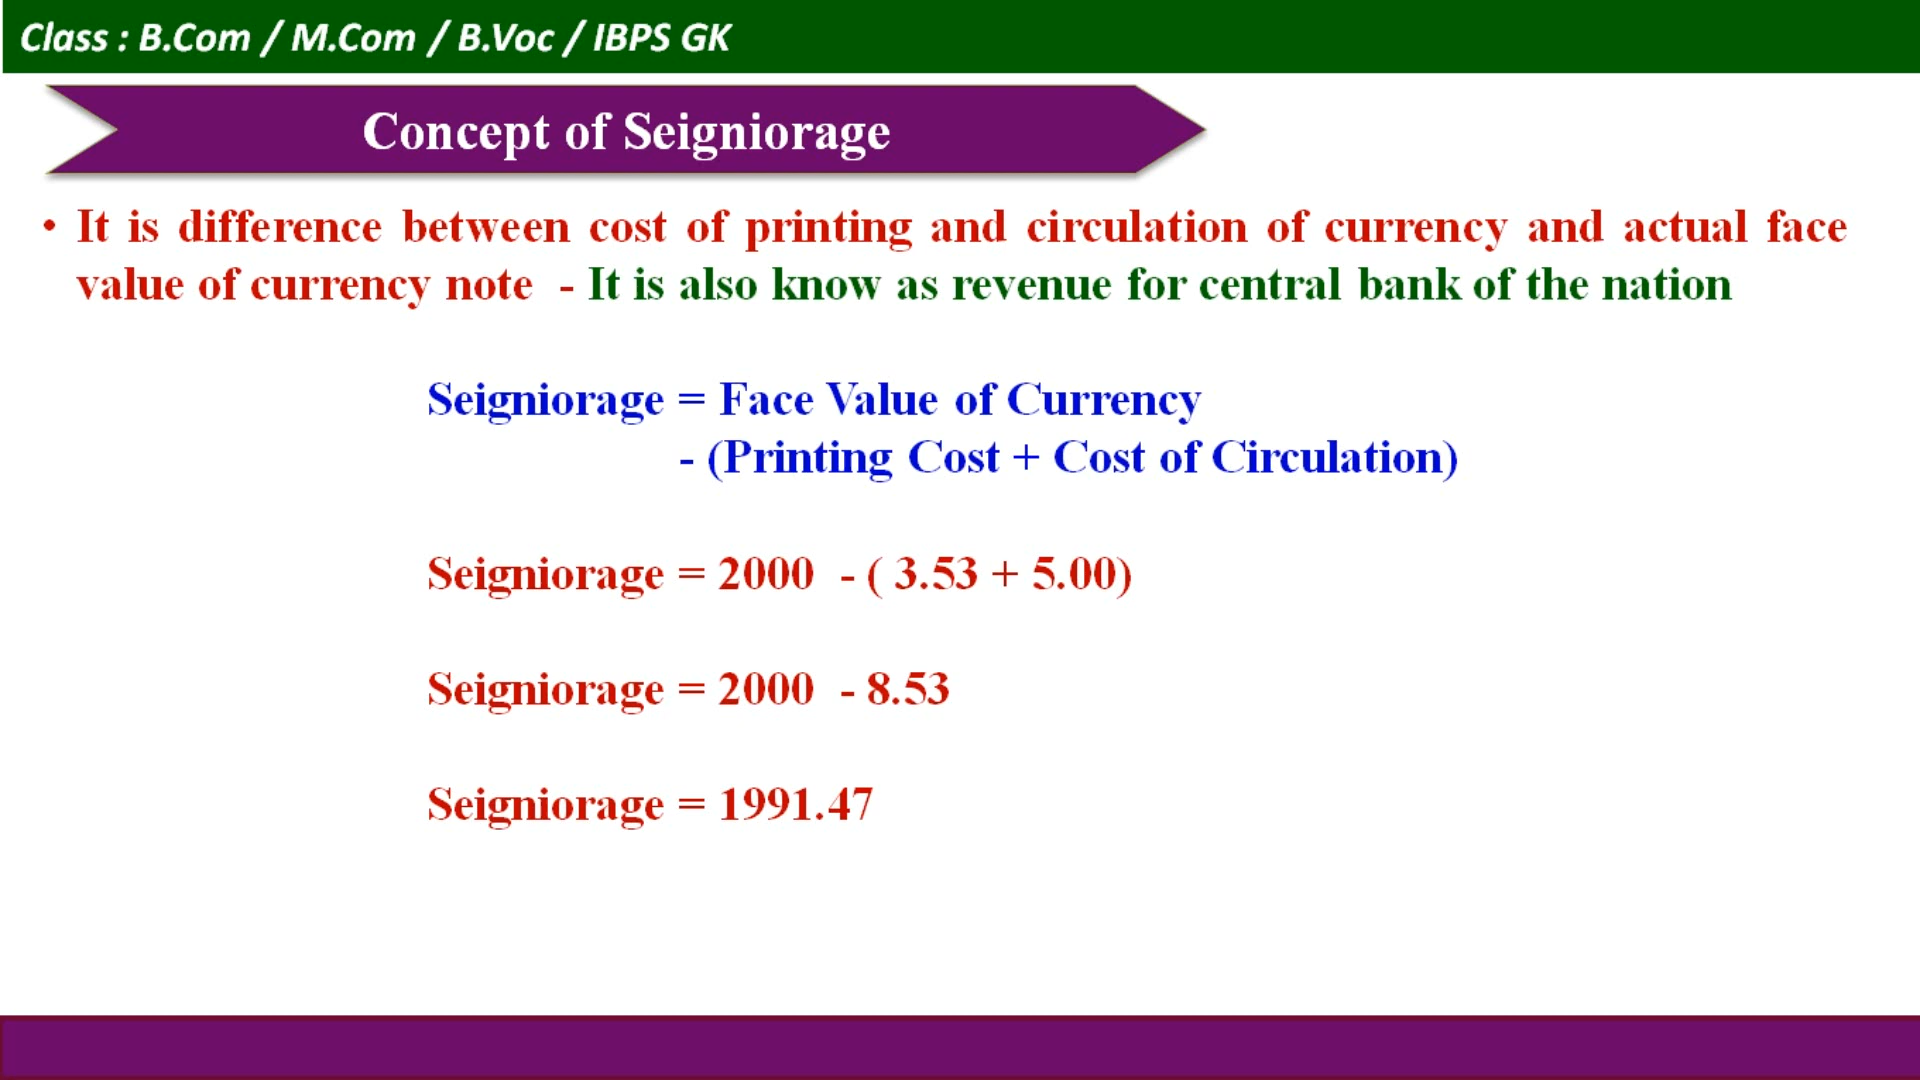 Class : B.Com / M.Com / B.Voc / IBPS GK
Concept of Seigniorage
• It is difference between cost of printing and circulation of currency and actual face
value of currency note - It is also know as revenue for central bank of the nation
Seigniorage = Face Value of Currency
- (Printing Cost + Cost of Circulation)
Seigniorage = 2000 - ( 3.53 + 5.00)
Seigniorage = 2000 - 8.53
Seigniorage = 1991.47